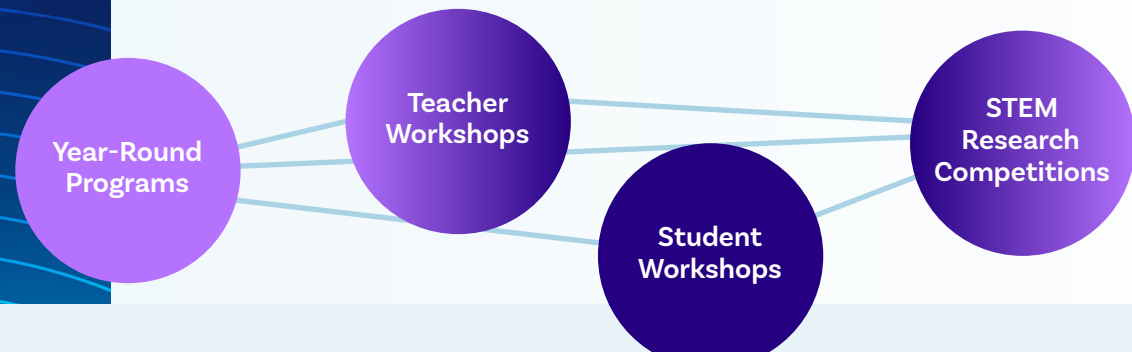 Year-Round
Programs
Teacher
Workshops
Student
Workshops
STEM
Research
Competitions